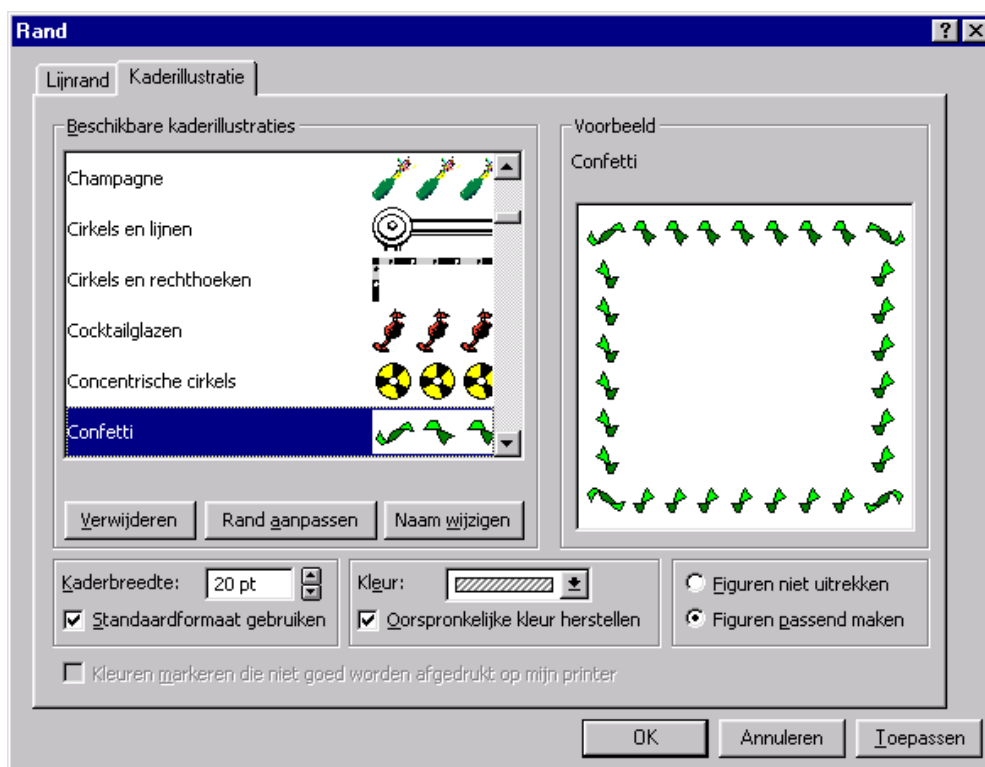 Rand
Lijnrand
Kaderillustratie
Beschikbare kaderillustraties
Champagne
Cirkels en lijnen
Cirkels en rechthoeken
Cocktailglazen
Concentrische cirkels
Confetti
Verwijderen
Rand aanpassen
Naam wijzigen
Voorbeeld
Confetti
Kaderbreedte:
20 pt
Standaardformaat gebruiken
Kleur:
Oorspronkelijke kleur herstellen
Figuren niet uitrekken
Figuren passend maken
Kleuren markeren die niet goed worden afgedrukt op mijn printer
OK
Annuleren
Toepassen